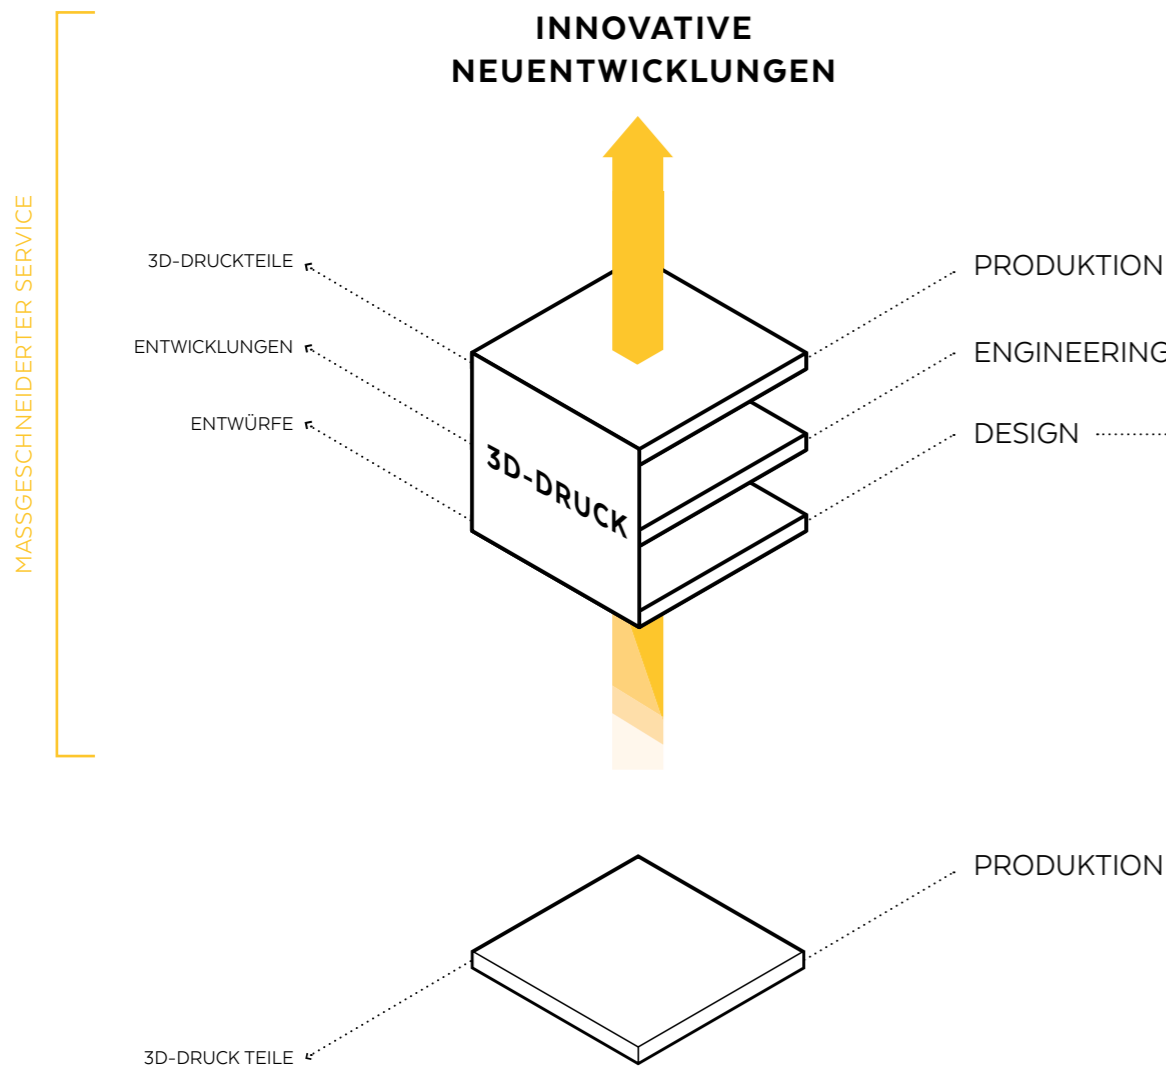 INNOVATIVE
NEUENTWICKLUNGEN
MASSGESCHNEIDERTER SERVICE
3D-DRUCKTEILE
PRODUKTION
ENTWICKLUNGEN
ENGINEERING
ENTWÜRFE
DESIGN
3D-DRUCK
PRODUKTION
3D-DRUCK TEILE